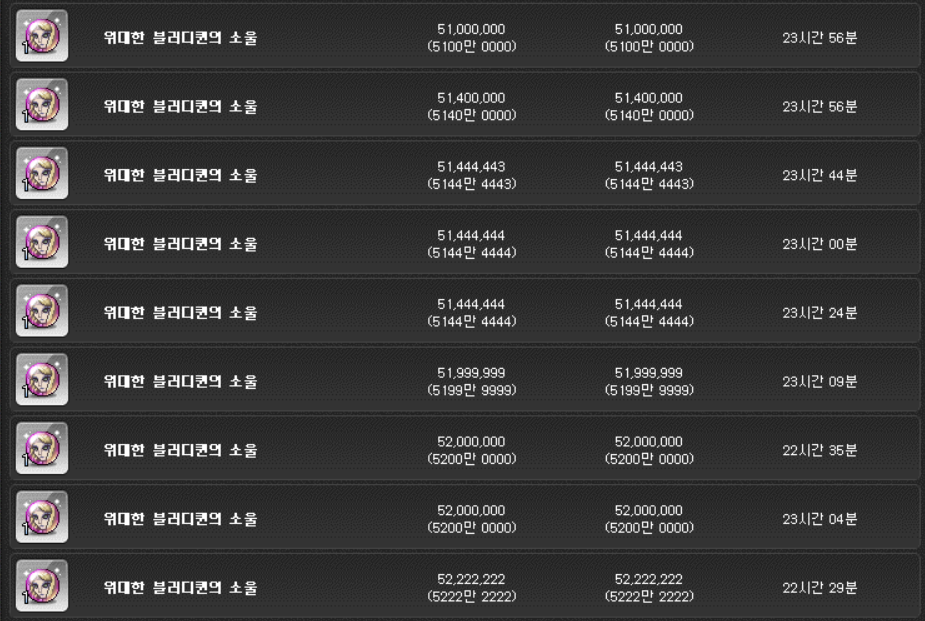 1 위대한 블러디퀸의 소울 51,000,000 51,000,000 23시간 56분
(5100만 0000) (5100만 0000)
1 위대한 블러디퀸의 소울 51,400,000 51,400,000 23시간 56분
(5140만 0000) (5140만 0000)
1 위대한 블러디퀸의 소울 51,444,443 51,444,443 23시간 44분
(5144만 4443) (5144만 4443)
1 위대한 블러디퀸의 소울 51,444,444 51,444,444 23시간 00분
(5144만 4444) (5144만 4444)
1 위대한 블러디퀸의 소울 51,444,444 51,444,444 23시간 24분
(5144만 4444) (5144만 4444)
1 위대한 블러디퀸의 소울 51,999,999 51,999,999 23시간 09분
(5199만 9999) (5199만 9999)
1 위대한 블러디퀸의 소울 52,000,000 52,000,000 22시간 35분
(5200만 0000) (5200만 0000)
1 위대한 블러디퀸의 소울 52,000,000 52,000,000 23시간 04분
(5200만 0000) (5200만 0000)
1 위대한 블러디퀸의 소울 52,222,222 52,222,222 22시간 29분
(5222만 2222) (5222만 2222)